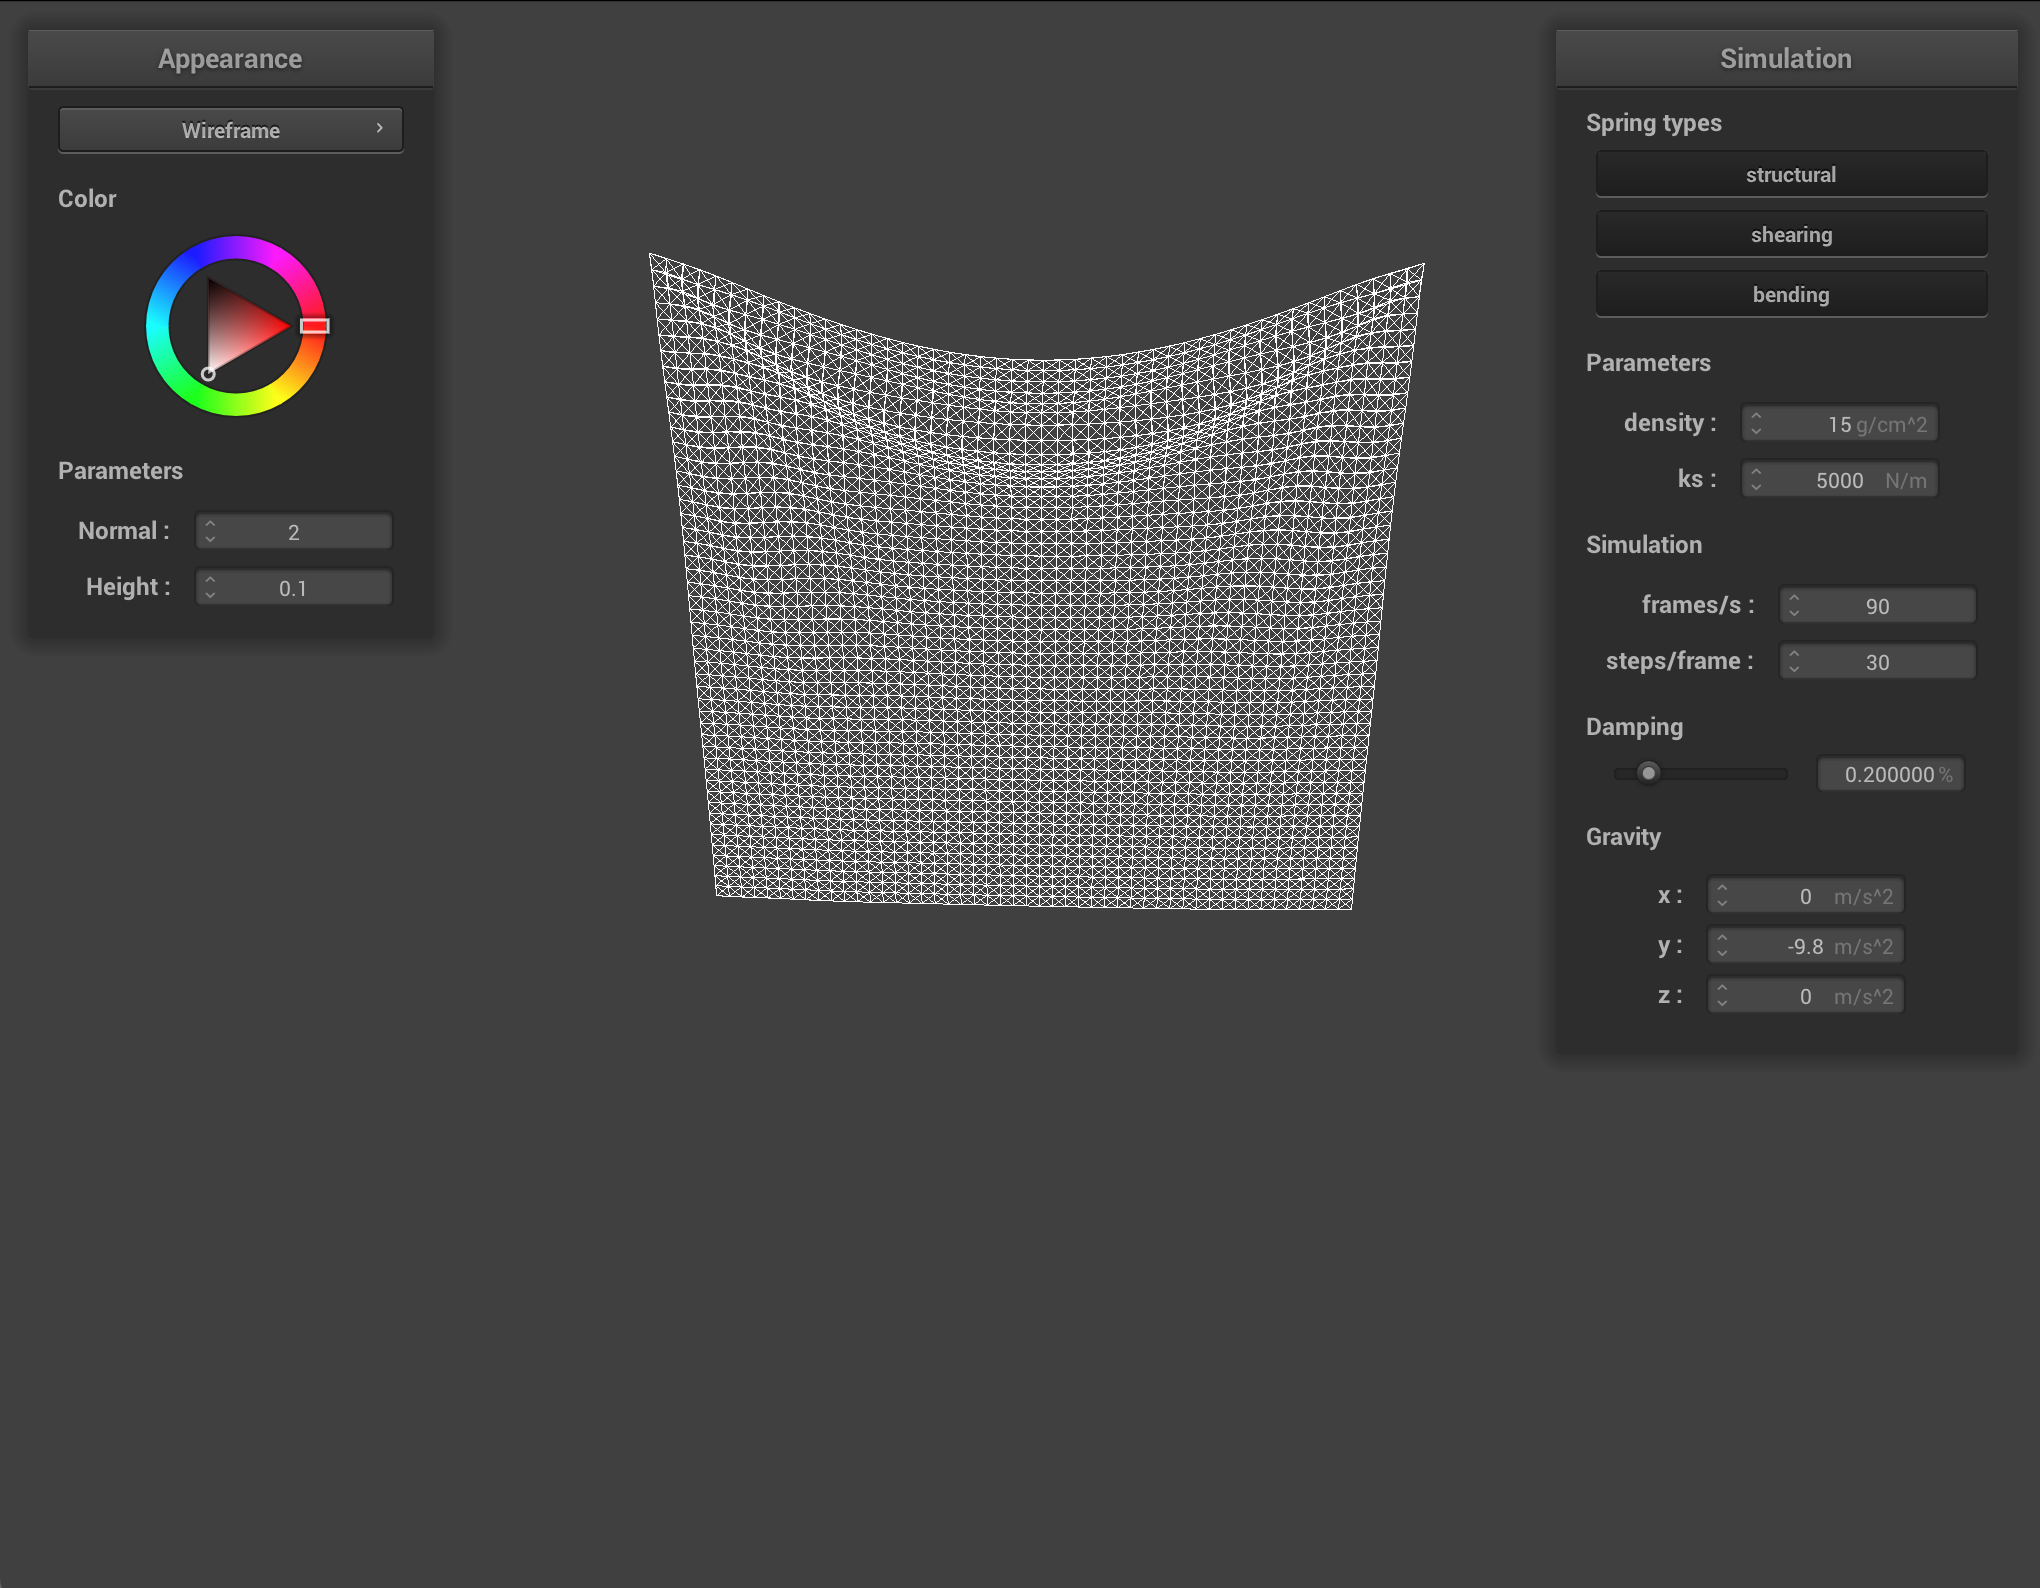 Appearance
Wireframe
Color
Parameters
Normal : 2
Height : 0.1
Simulation
Spring types
structural
shearing
bending
Parameters
density : 15 g/cm^2
ks : 5000 N/m
Simulation
frames/s : 90
steps/frame : 30
Damping
0.200000 %
Gravity
x : 0 m/s^2
y : -9.8 m/s^2
z : 0 m/s^2